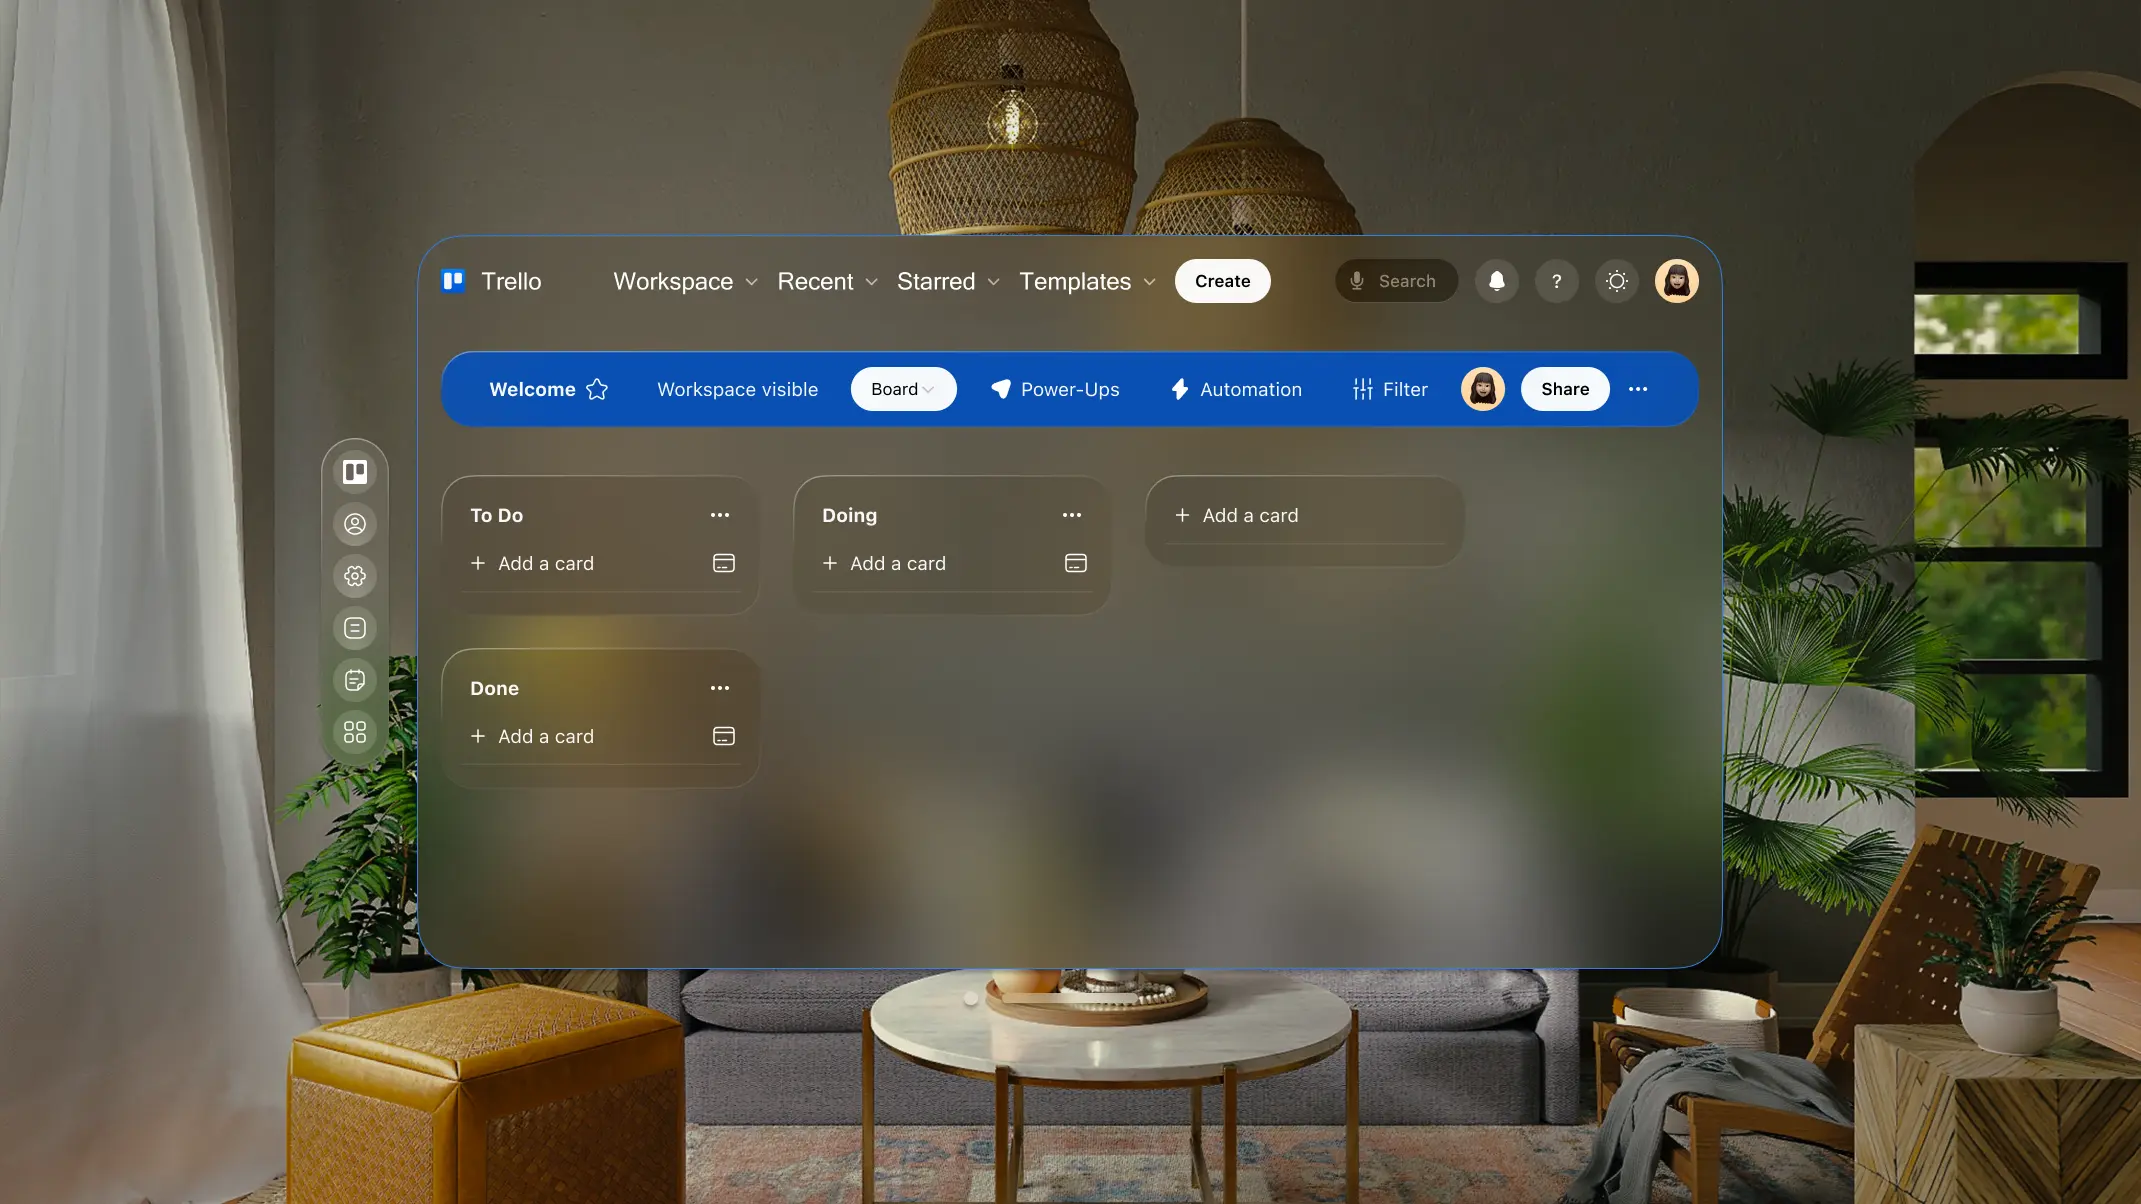 Trello Workspace Recent Starred Templates Create Search ?
Welcome Workspace visible Board Power-Ups Automation Filter Share
To Do
+ Add a card
Doing
+ Add a card
+ Add a card
Done
+ Add a card